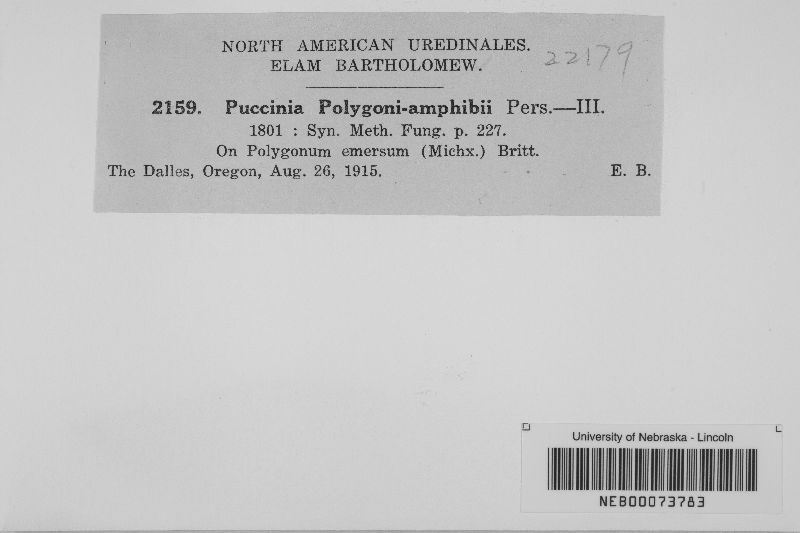 NORTH AMERICAN UREDINALES.
ELAM BARTHOLOMEW.
22179
2159. Puccinia Polygoni-amphibii Pers.—III.
1801 : Syn. Meth. Fung. p. 227.
On Polygonum emersum (Michx.) Britt.
The Dalles, Oregon, Aug. 26, 1915. E. B.
University of Nebraska - Lincoln
NEB00073783